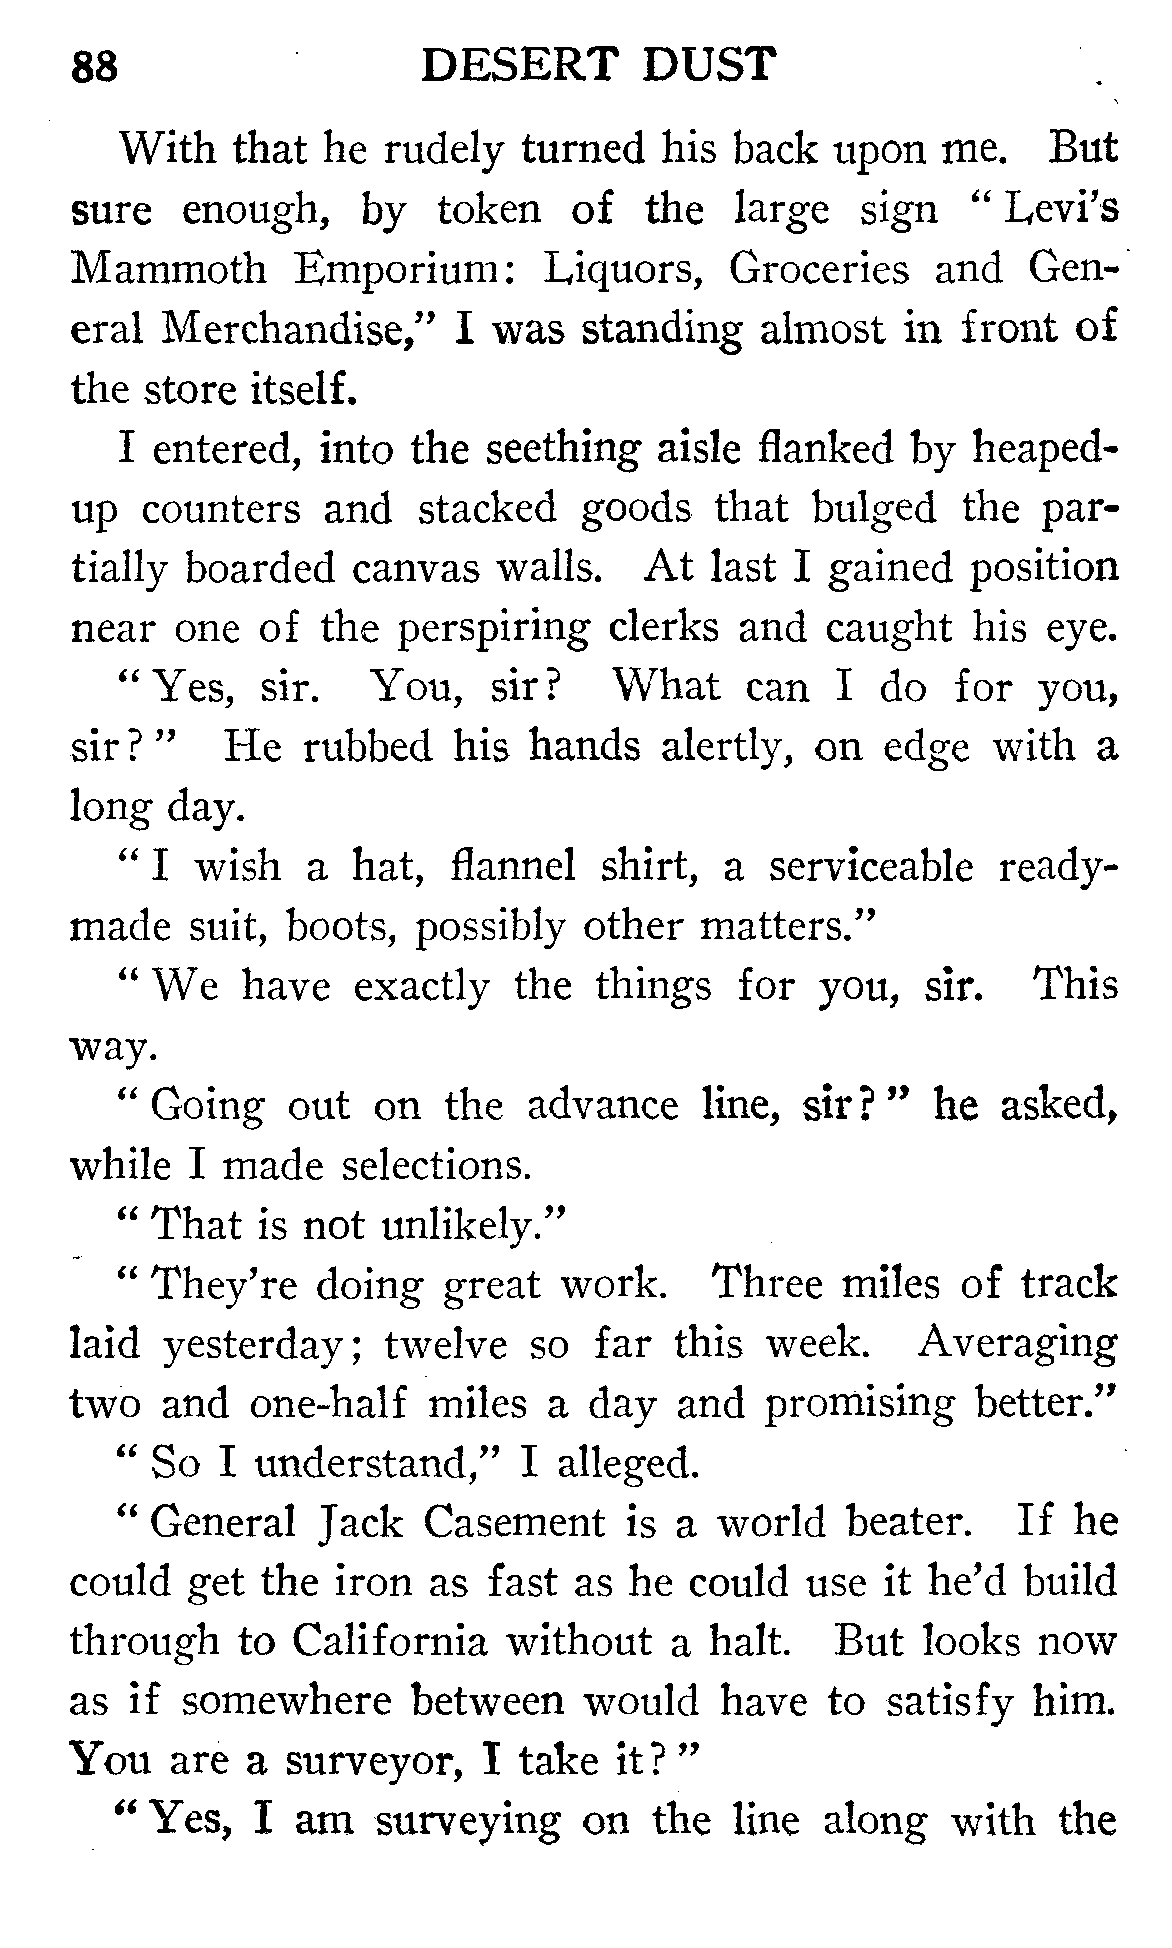 88 DESERT DUST
With that he rudely turned his back upon me. But
sure enough, by token of the large sign “ Levi’s
Mammoth Emporium: Liquors, Groceries and Gen-
eral Merchandise,” I was standing almost in front of
the store itself.
I entered, into the seething aisle flanked by heaped-
up counters and stacked goods that bulged the par-
tially boarded canvas walls. At last I gained position
near one of the perspiring clerks and caught his eye.
“ Yes, sir. You, sir? What can I do for you,
sir? ” He rubbed his hands alertly, on edge with a
long day.
“ I wish a hat, flannel shirt, a serviceable ready-
made suit, boots, possibly other matters.”
“ We have exactly the things for you, sir. This
way.
“ Going out on the advance line, sir? ” he asked,
while I made selections.
“ That is not unlikely.”
“ They’re doing great work. Three miles of track
laid yesterday; twelve so far this week. Averaging
two and one-half miles a day and promising better.”
“ So I understand,” I alleged.
“ General Jack Casement is a world beater. If he
could get the iron as fast as he could use it he’d build
through to California without a halt. But looks now
as if somewhere between would have to satisfy him.
You are a surveyor, I take it? ”
“ Yes, I am surveying on the line along with the